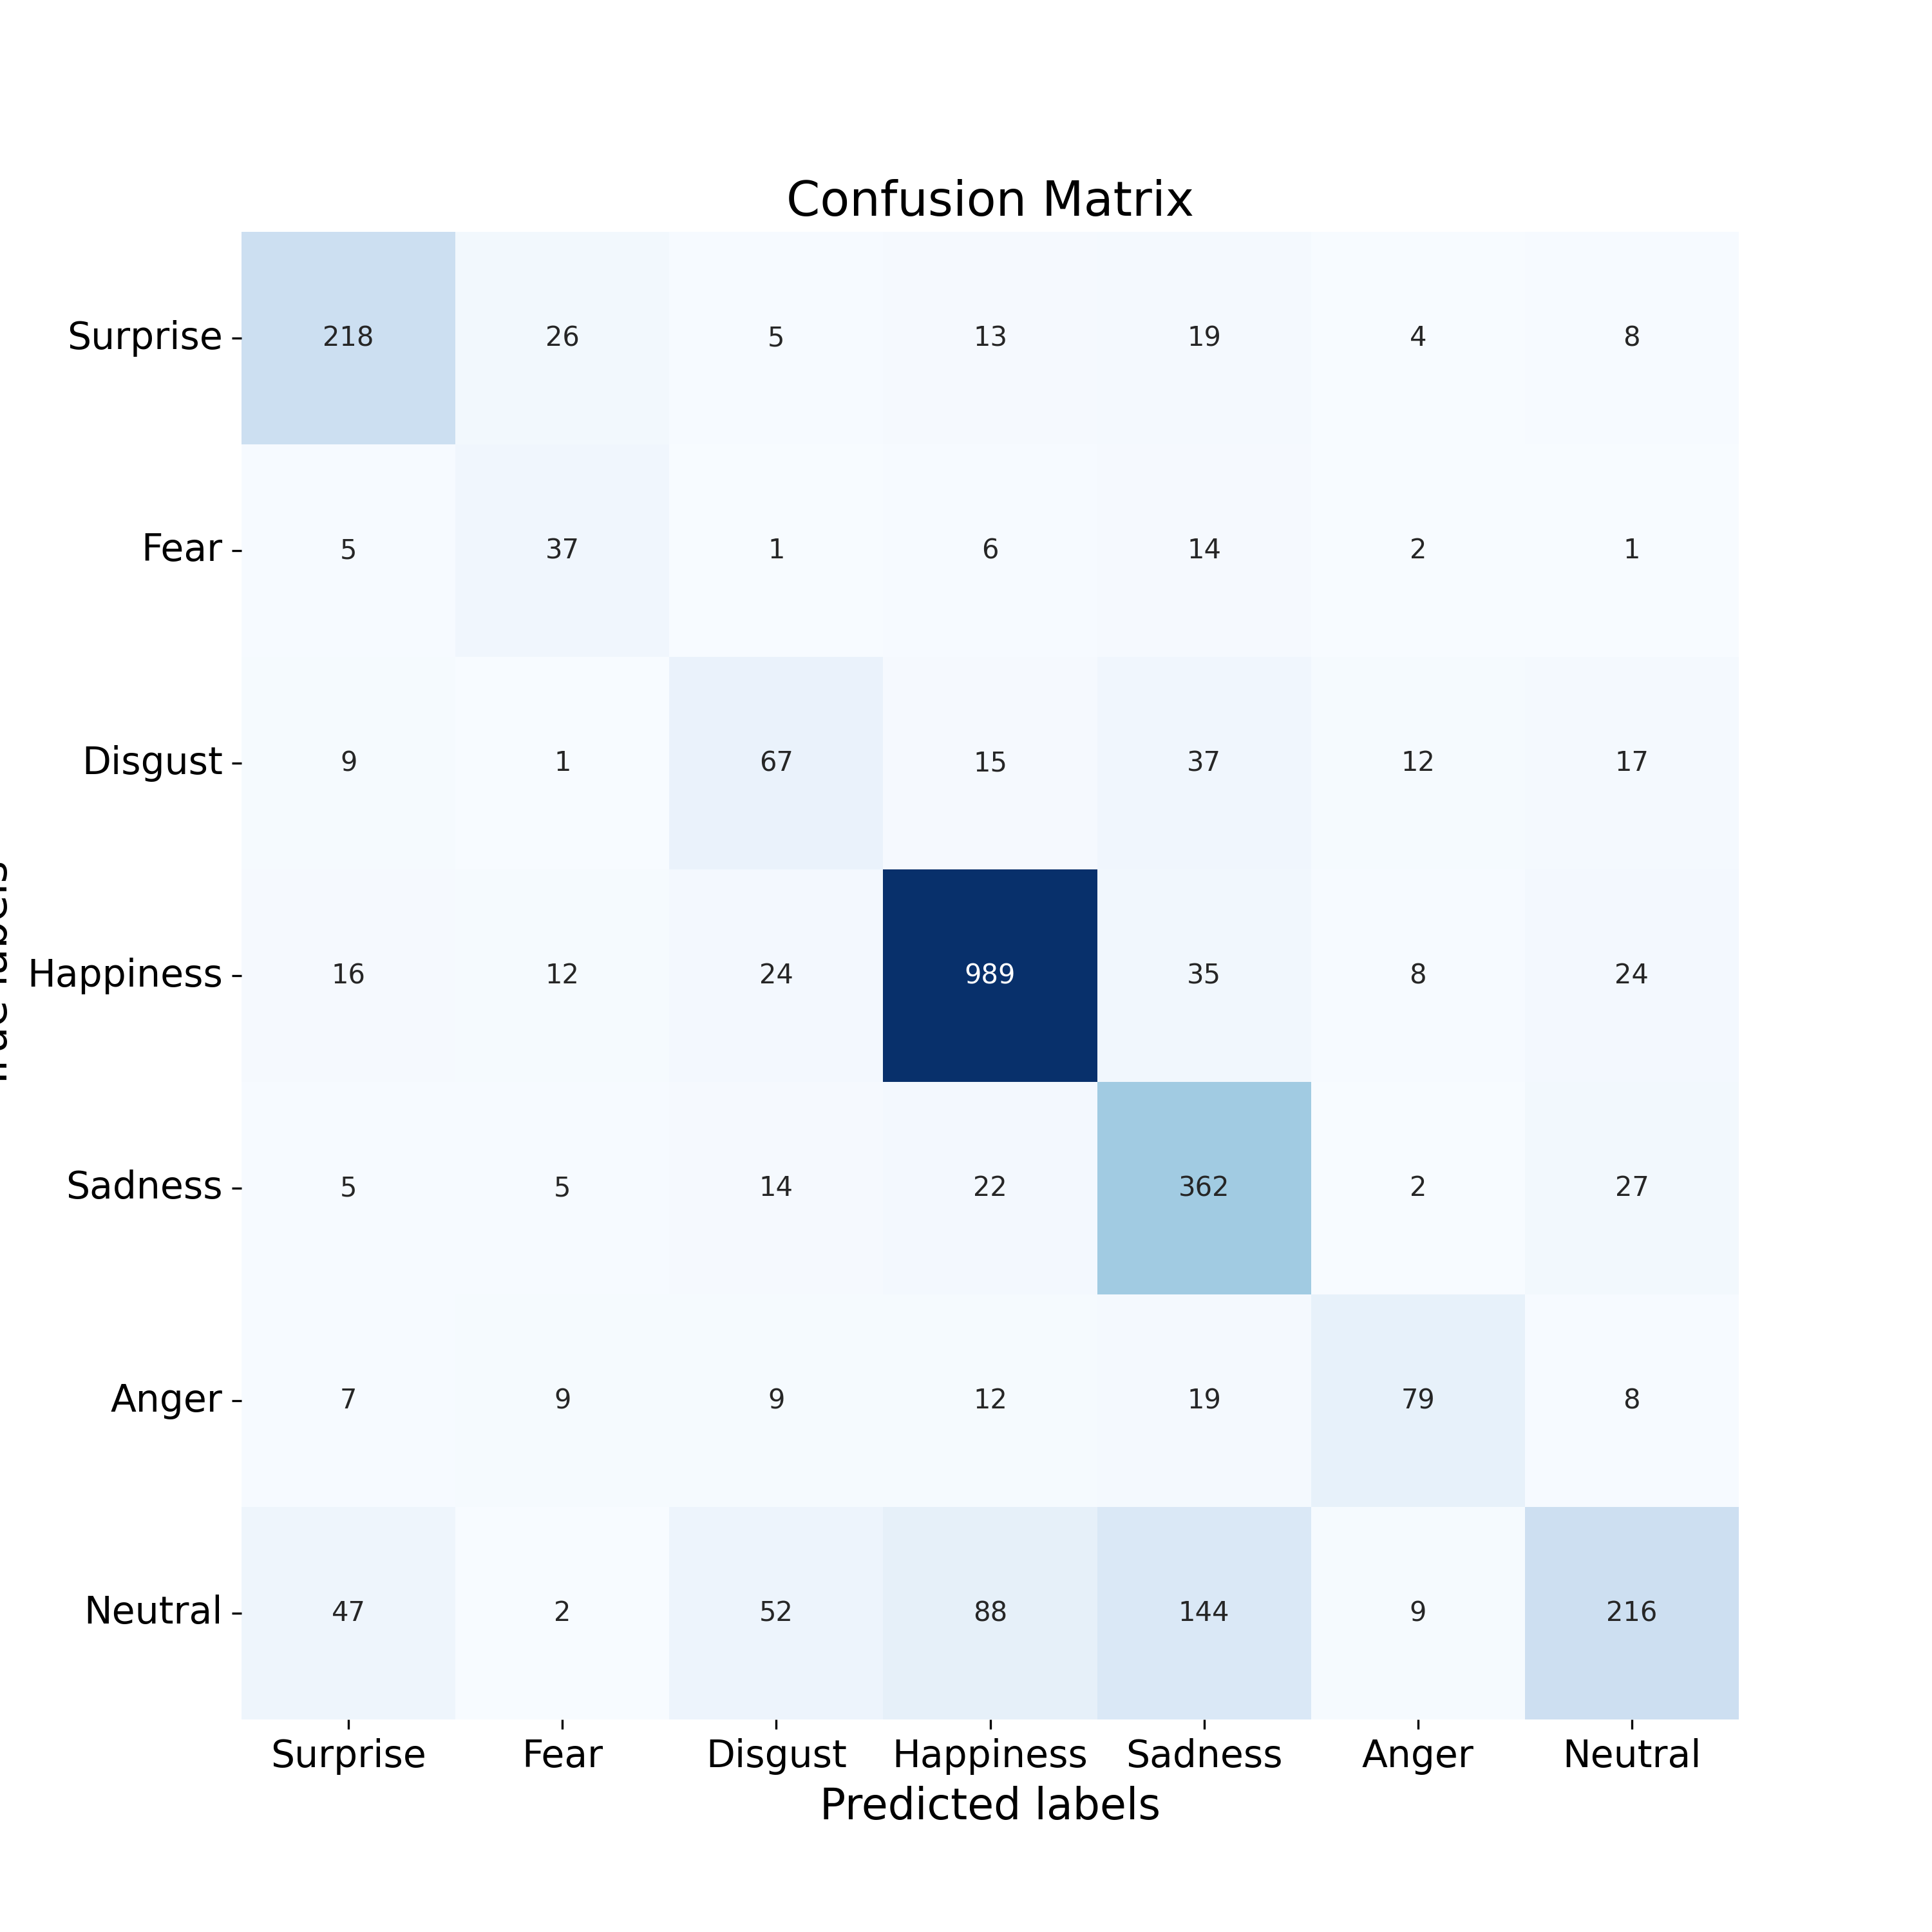 Confusion Matrix
Surprise 218 26 5 13 19 4 8
Fear 5 37 1 6 14 2 1
Disgust 9 1 67 15 37 12 17
Happiness 16 12 24 989 35 8 24
Sadness 5 5 14 22 362 2 27
Anger 7 9 9 12 19 79 8
Neutral 47 2 52 88 144 9 216
Surprise Fear Disgust Happiness Sadness Anger Neutral
Predicted labels